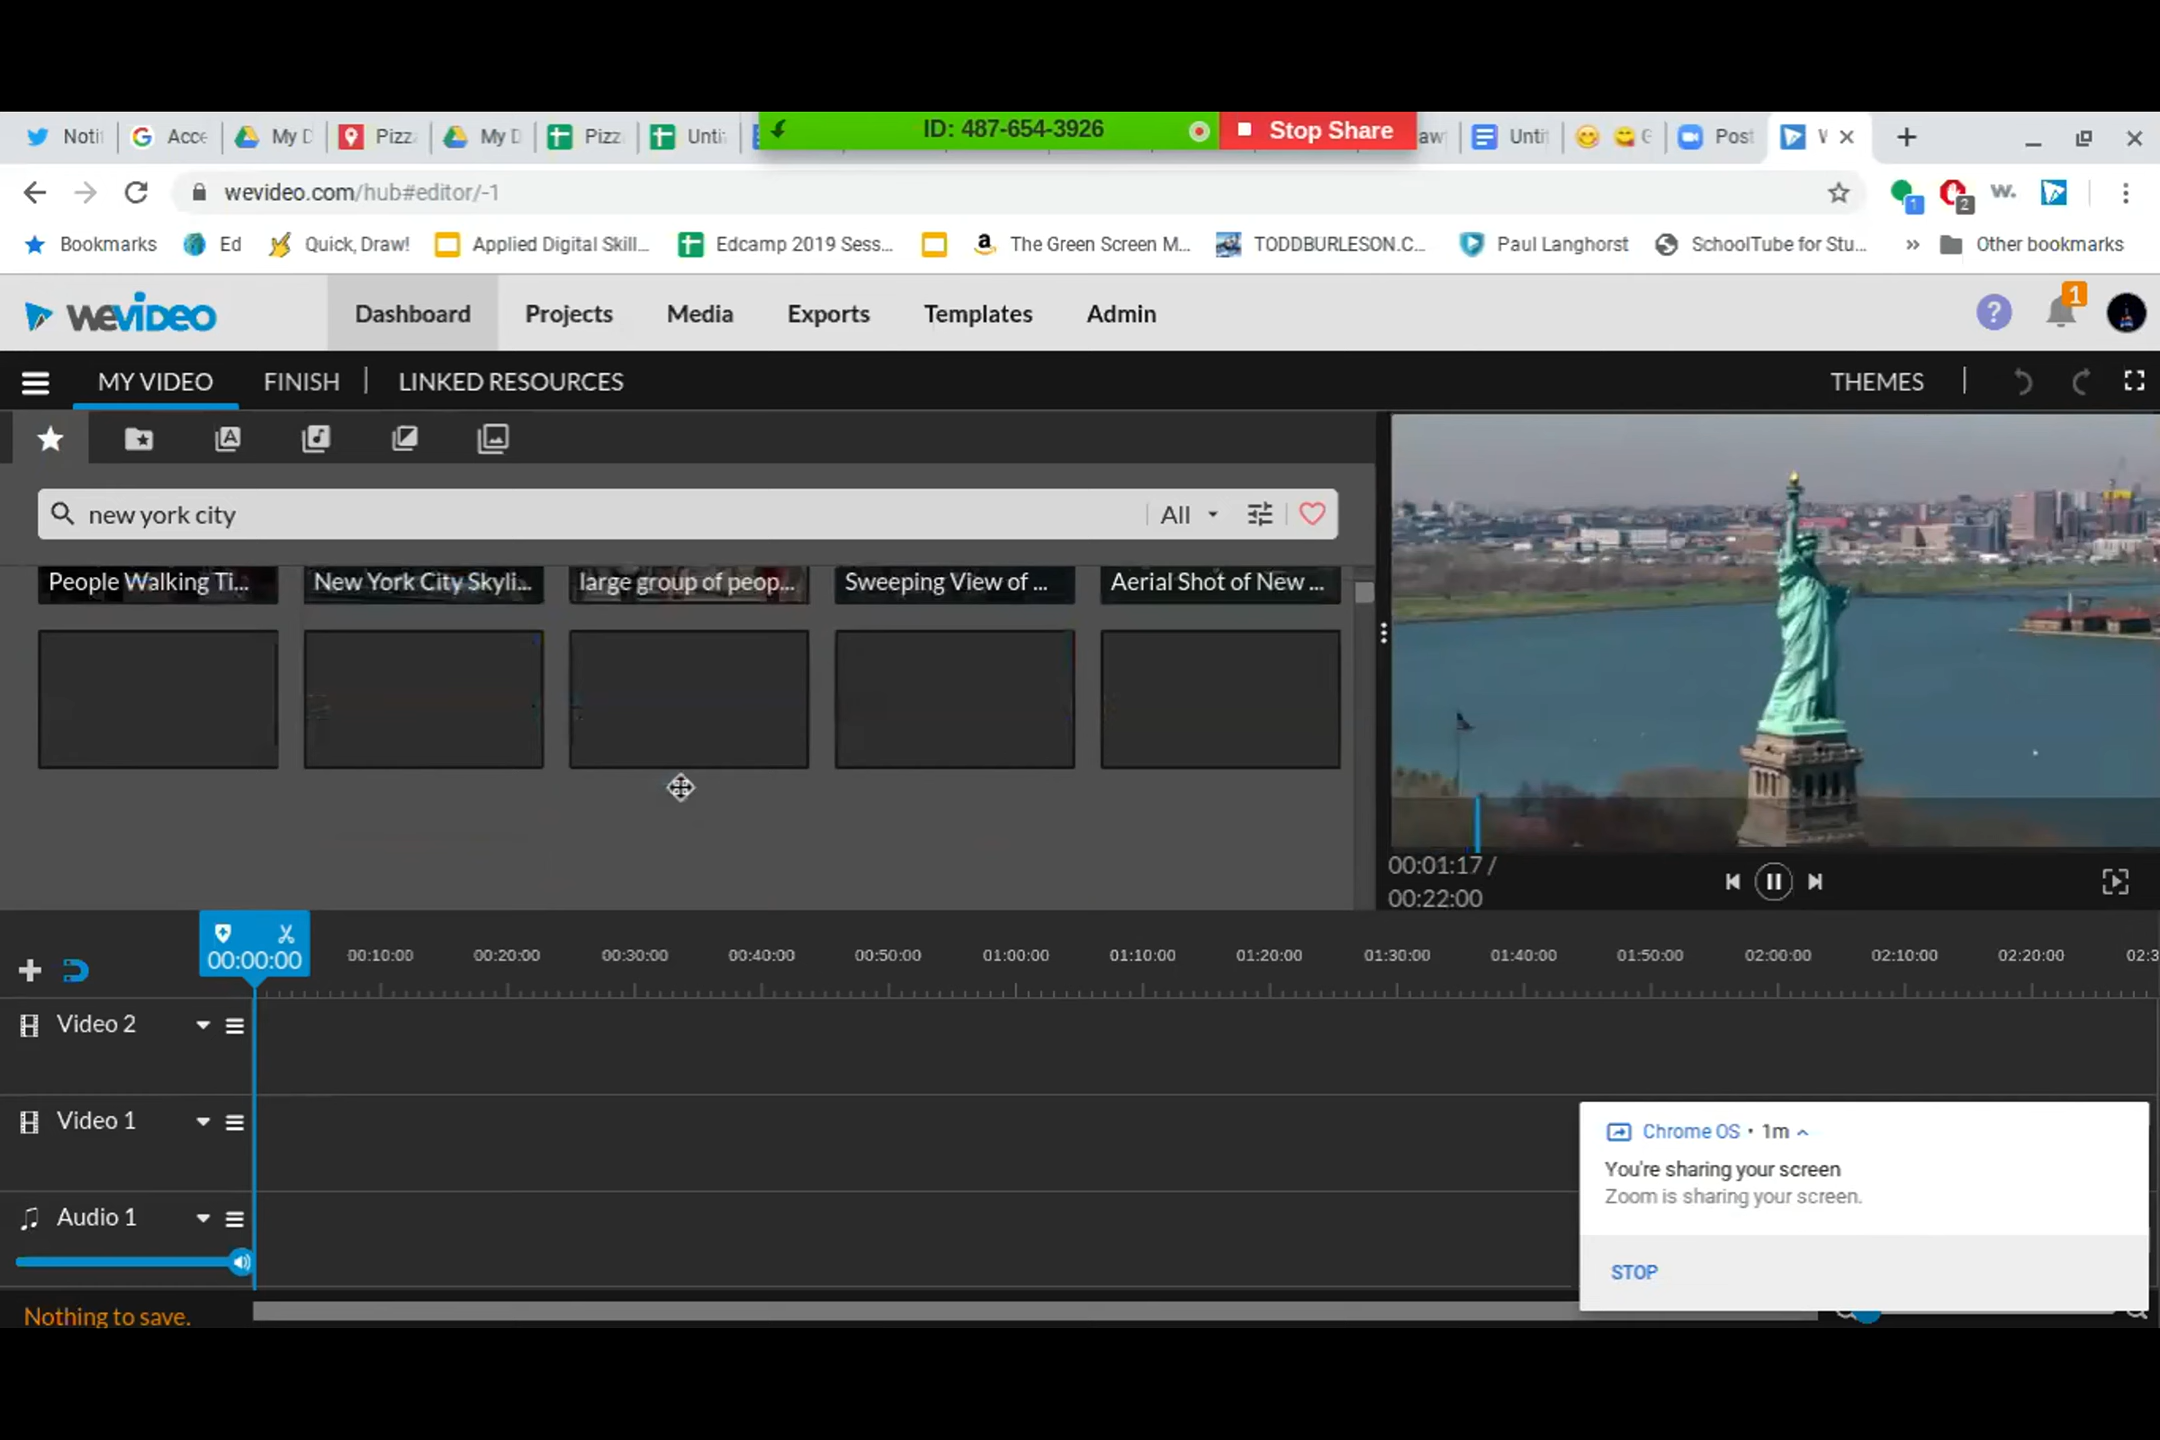 Noti
Acce
My D
Pizz
My D
Pizz
Unti
ID: 487-654-3926
Stop Share
aw
Unti
G
Post
W
wevideo.com/hub#editor/-1
1
2
w.
Bookmarks
Ed
Quick, Draw!
Applied Digital Skill...
Edcamp 2019 Sess...
The Green Screen M...
TODDBURLESON.C...
Paul Langhorst
SchoolTube for Stu...
»
Other bookmarks
WEVIDEO
Dashboard
Projects
Media
Exports
Templates
Admin
?
1
MY VIDEO
FINISH
LINKED RESOURCES
THEMES
new york city
All
People Walking Ti...
New York City Skyli...
large group of peop...
Sweeping View of ...
Aerial Shot of New ...
00:01:17 /
00:22:00
00:00:00
00:10:00
00:20:00
00:30:00
00:40:00
00:50:00
01:00:00
01:10:00
01:20:00
01:30:00
01:40:00
01:50:00
02:00:00
02:10:00
02:20:00
02:3
Video 2
Video 1
Audio 1
Chrome OS • 1m
You're sharing your screen
Zoom is sharing your screen.
STOP
Nothing to save.